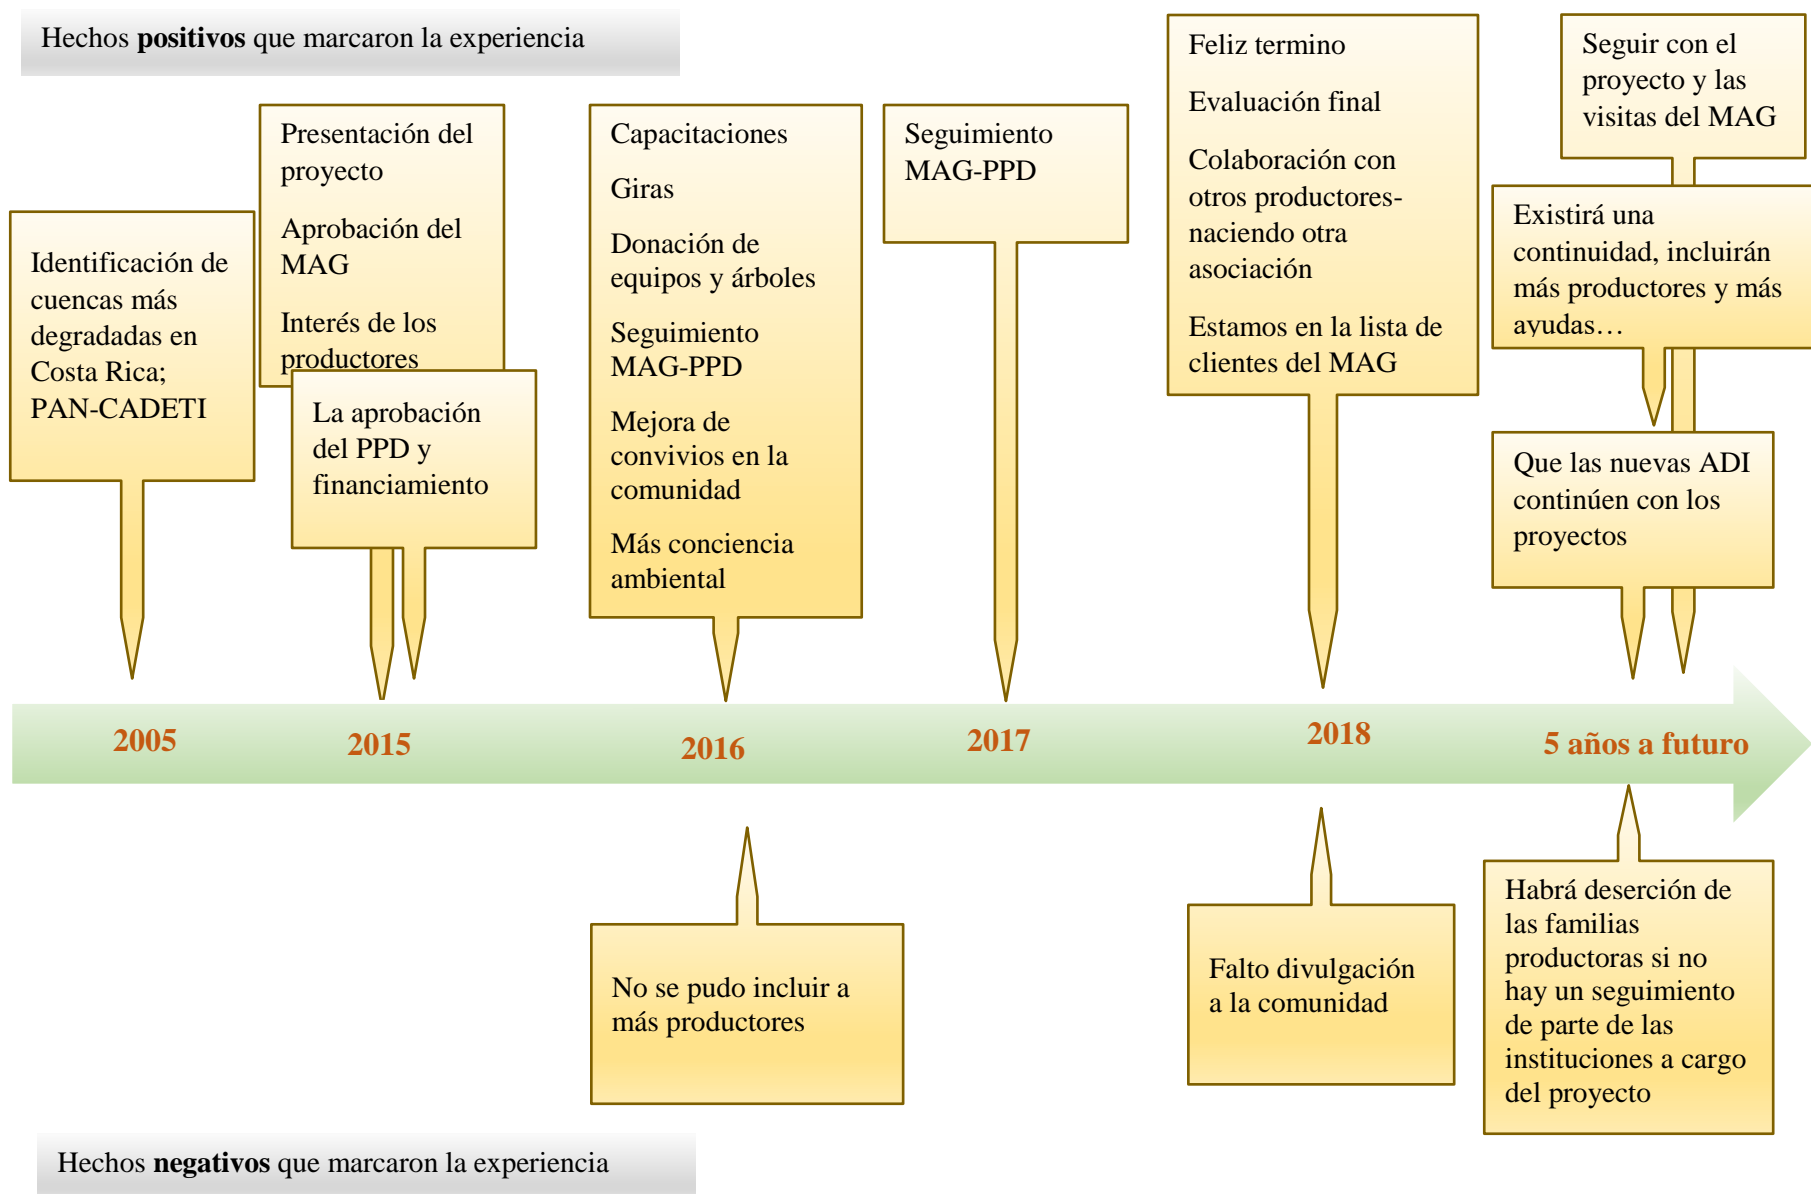 Hechos positivos que marcaron la experiencia
Identificación de
cuencas más
degradadas en
Costa Rica;
PAN-CADETI
Presentación del
proyecto
Aprobación del
MAG
Interés de los
productores
La aprobación
del PPD y
financiamiento
Capacitaciones
Giras
Donación de
equipos y árboles
Seguimiento
MAG-PPD
Mejora de
convivios en la
comunidad
Más conciencia
ambiental
Seguimiento
MAG-PPD
Feliz termino
Evaluación final
Colaboración con
otros productores-
naciendo otra
asociación
Estamos en la lista de
clientes del MAG
Seguir con el
proyecto y las
visitas del MAG
Existirá una
continuidad, incluirán
más productores y más
ayudas…
Que las nuevas ADI
continúen con los
proyectos
2005
2015
2016
2017
2018
5 años a futuro
No se pudo incluir a
más productores
Falto divulgación
a la comunidad
Habrá deserción de
las familias
productoras si no
hay un seguimiento
de parte de las
instituciones a cargo
del proyecto
Hechos negativos que marcaron la experiencia